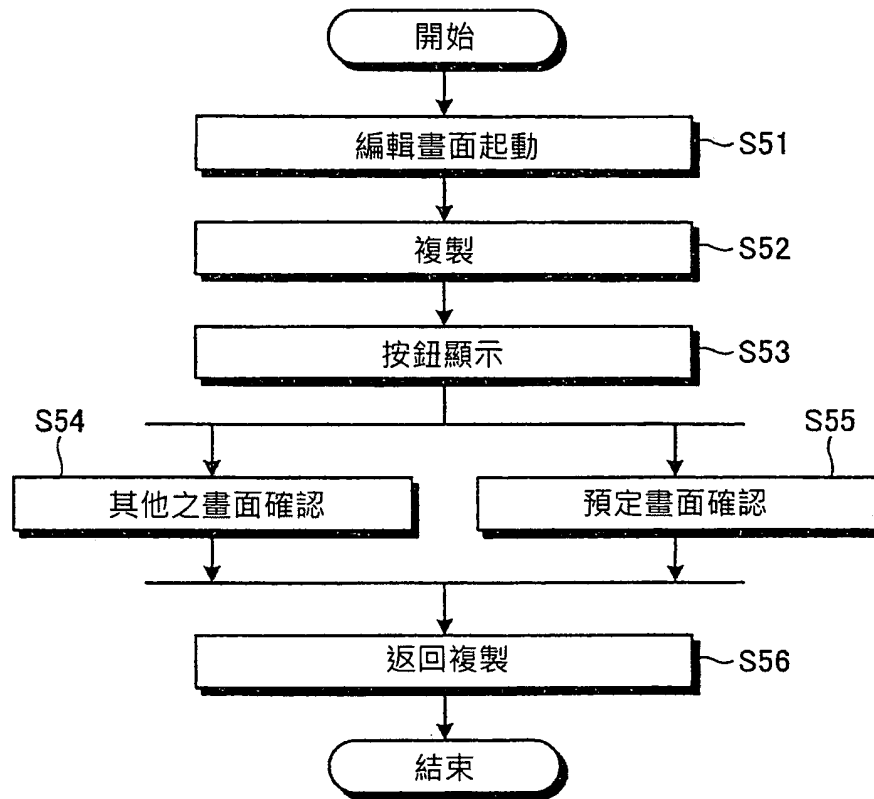 開始
編輯畫面起動
S51
複製
S52
按鈕顯示
S53
S54
S55
其他之畫面確認
預定畫面確認
返回複製
S56
結束